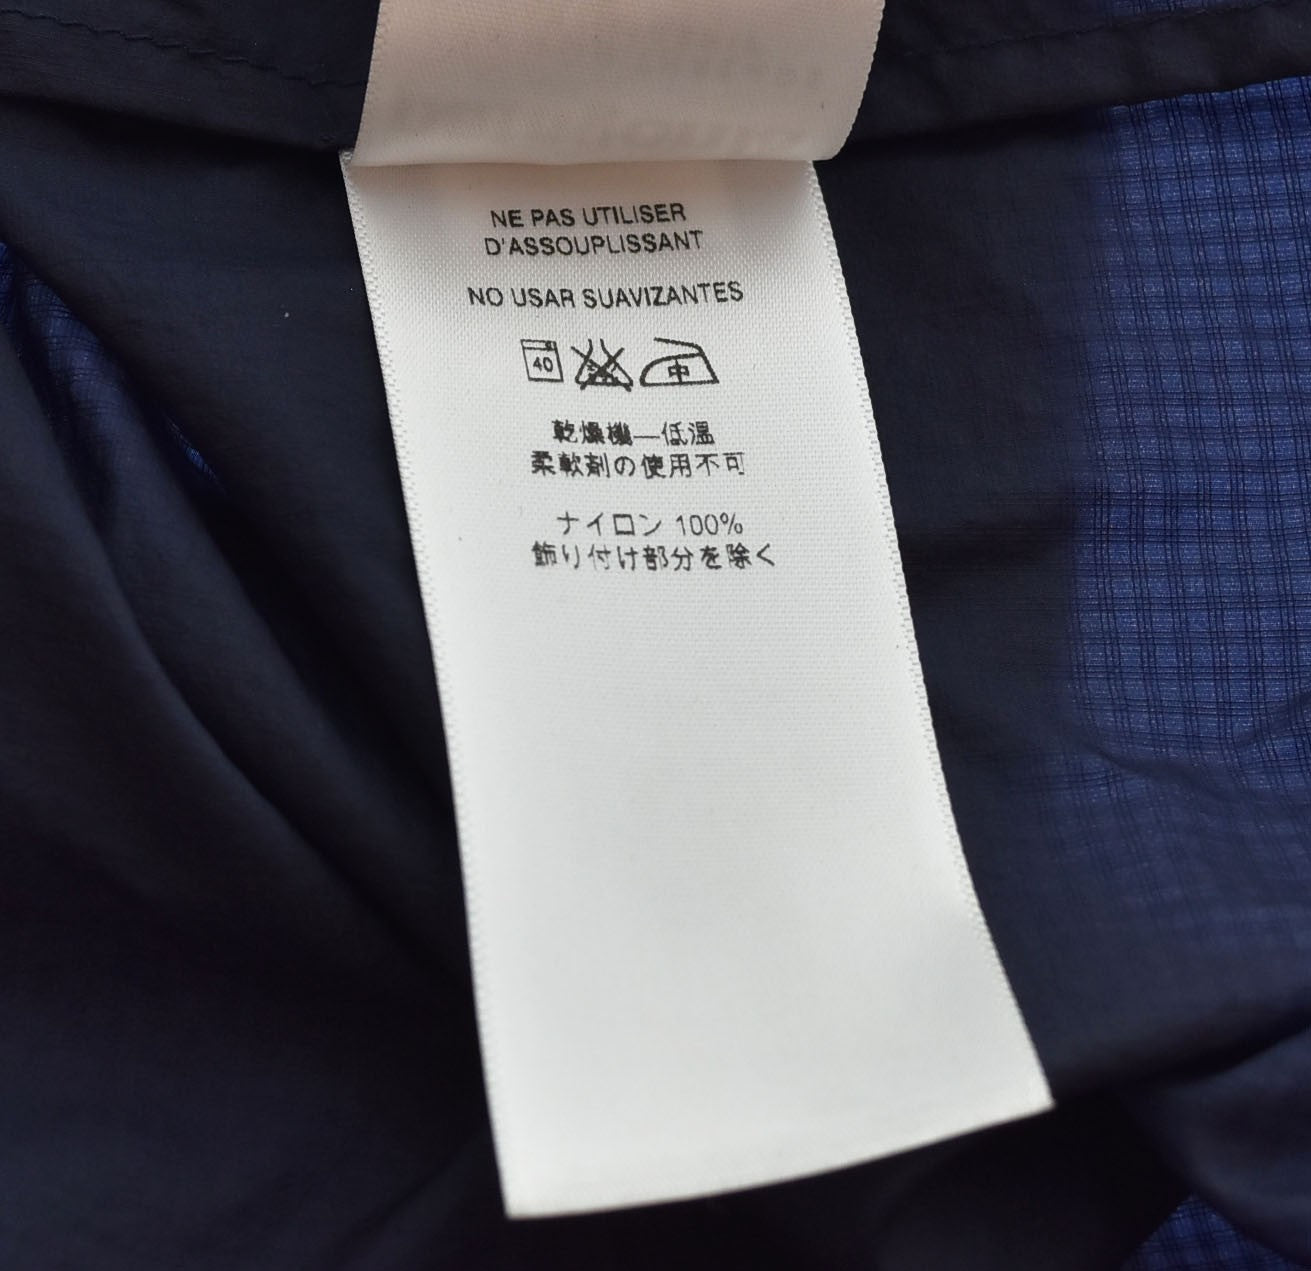 NE PAS UTILISER
D'ASSOUPLISSANT
NO USAR SUAVIZANTES
40 中
乾燥機—低温
柔軟剤の使用不可
ナイロン 100%
飾り付け部分を除く